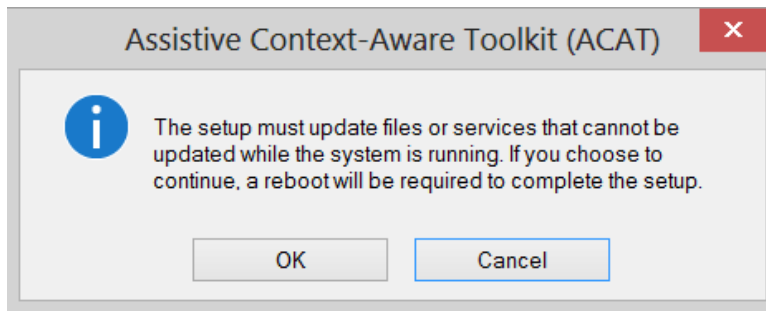 Assistive Context-Aware Toolkit (ACAT)
The setup must update files or services that cannot be
updated while the system is running. If you choose to
continue, a reboot will be required to complete the setup.
OK
Cancel